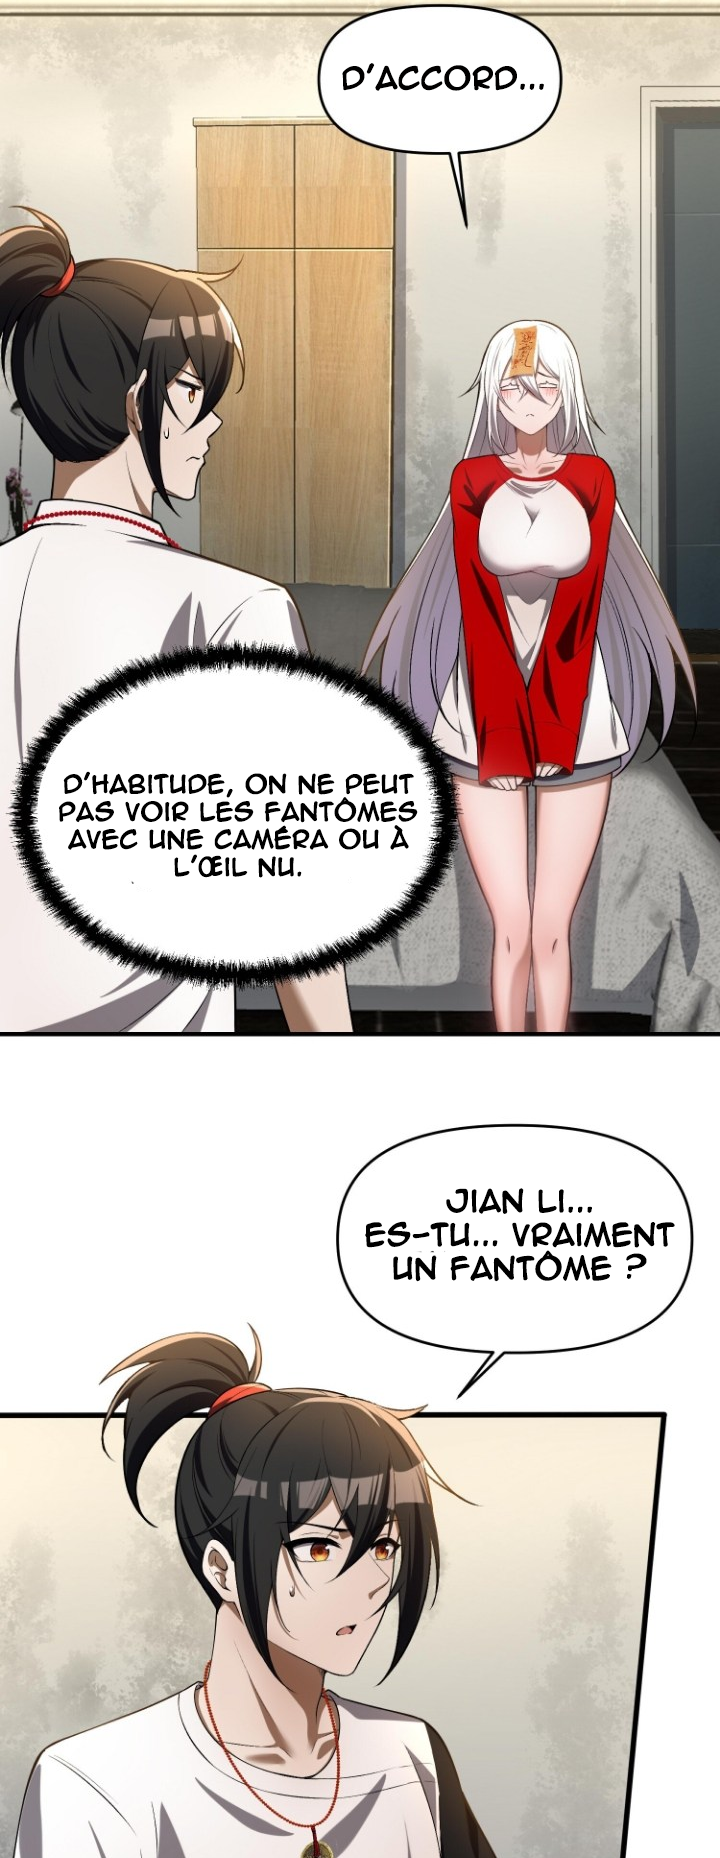 D'ACCORD...
D'HABITUDE, ON NE PEUT
PAS VOIR LES FANTÔMES
AVEC UNE CAMÉRA OU À
L'ŒIL NU.
JIAN LI...
ES-TU... VRAIMENT
UN FANTÔME ?